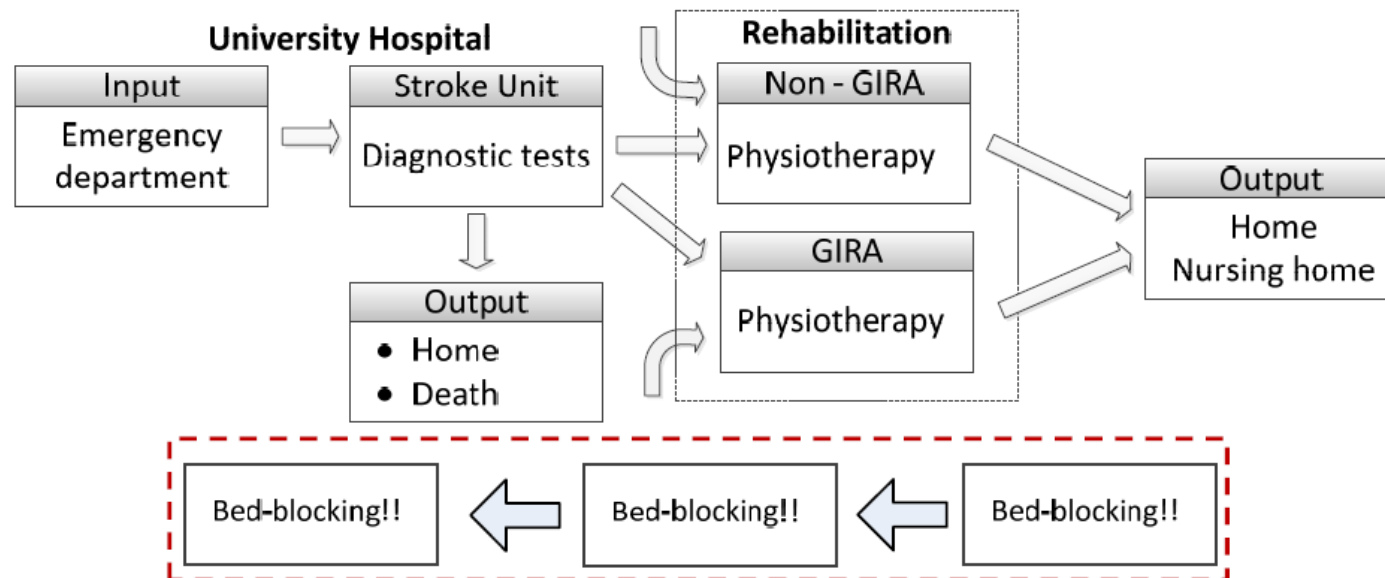 University Hospital
Rehabilitation
Input
Emergency
department
Stroke Unit
Diagnostic tests
Output
● Home
● Death
Non - GIRA
Physiotherapy
GIRA
Physiotherapy
Output
Home
Nursing home
Bed-blocking!!
Bed-blocking!!
Bed-blocking!!